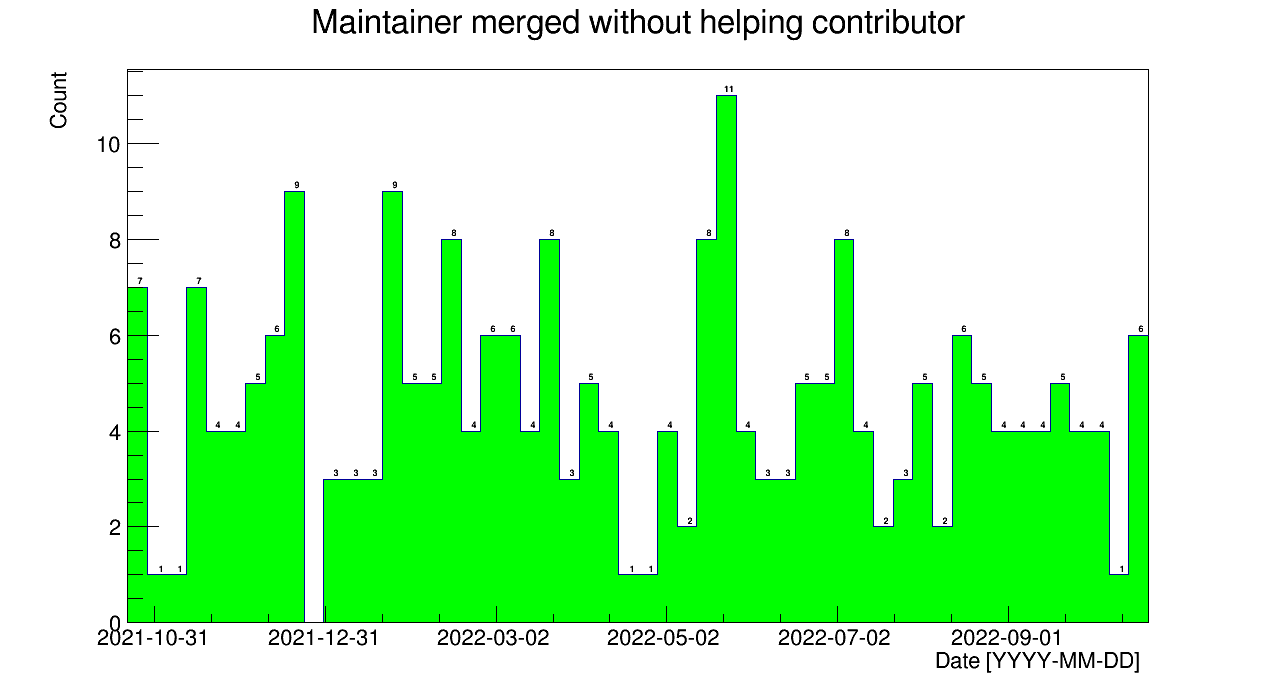 Maintainer merged without helping contributor
Count
11
10
9 9
8 8 8 8 8
7 7
6 6 6 6 6 6
5 5 5 5 5 5 5 5 5
4 4 4 4 4 4 4 4 4 4 4 4 4 4 4
3 3 3 3 3 3 3
2 2 2 2
1 1 1 1 1
0
2021-10-31 2021-12-31 2022-03-02 2022-05-02 2022-07-02 2022-09-01
Date [YYYY-MM-DD]